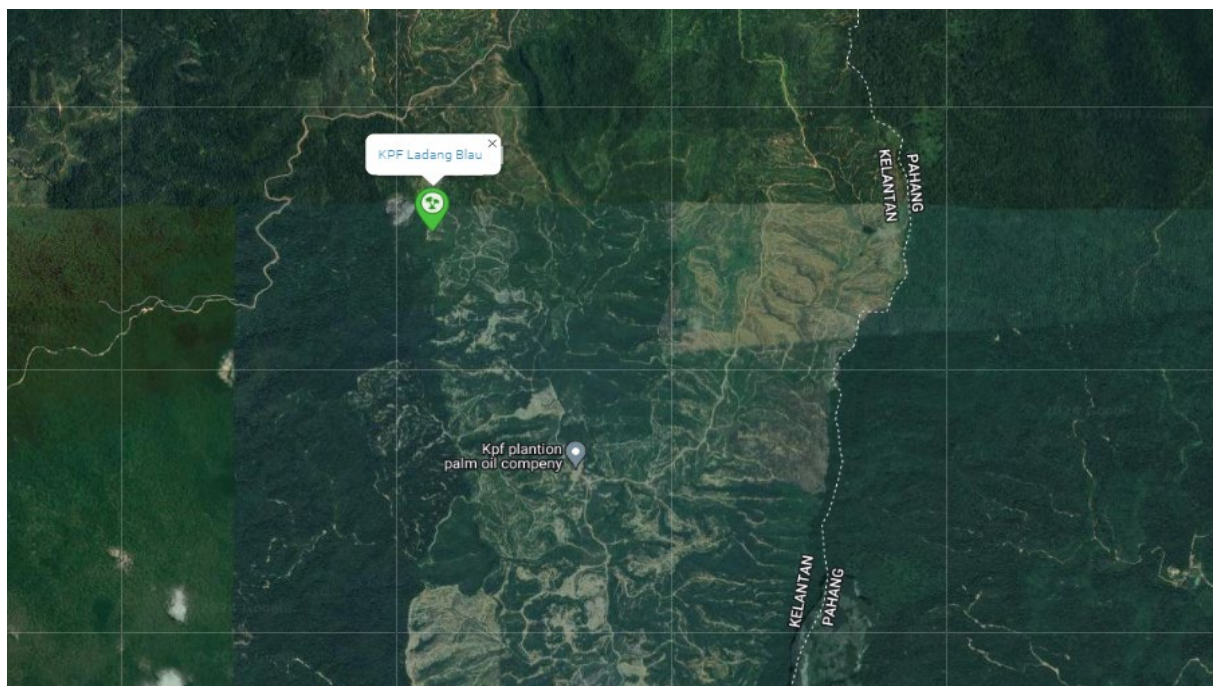 KPF Ladang Blau
PAHANG
KELANTAN
Kpf plantion
palm oil compeny
KELANTAN
PAHANG